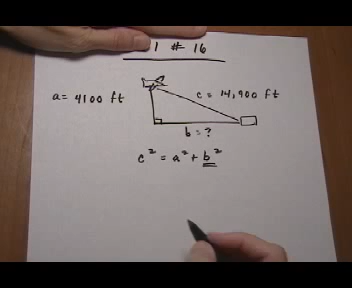 1 # 16
a = 4100 ft
c = 14,900 ft
b = ?
c² = a² + b²